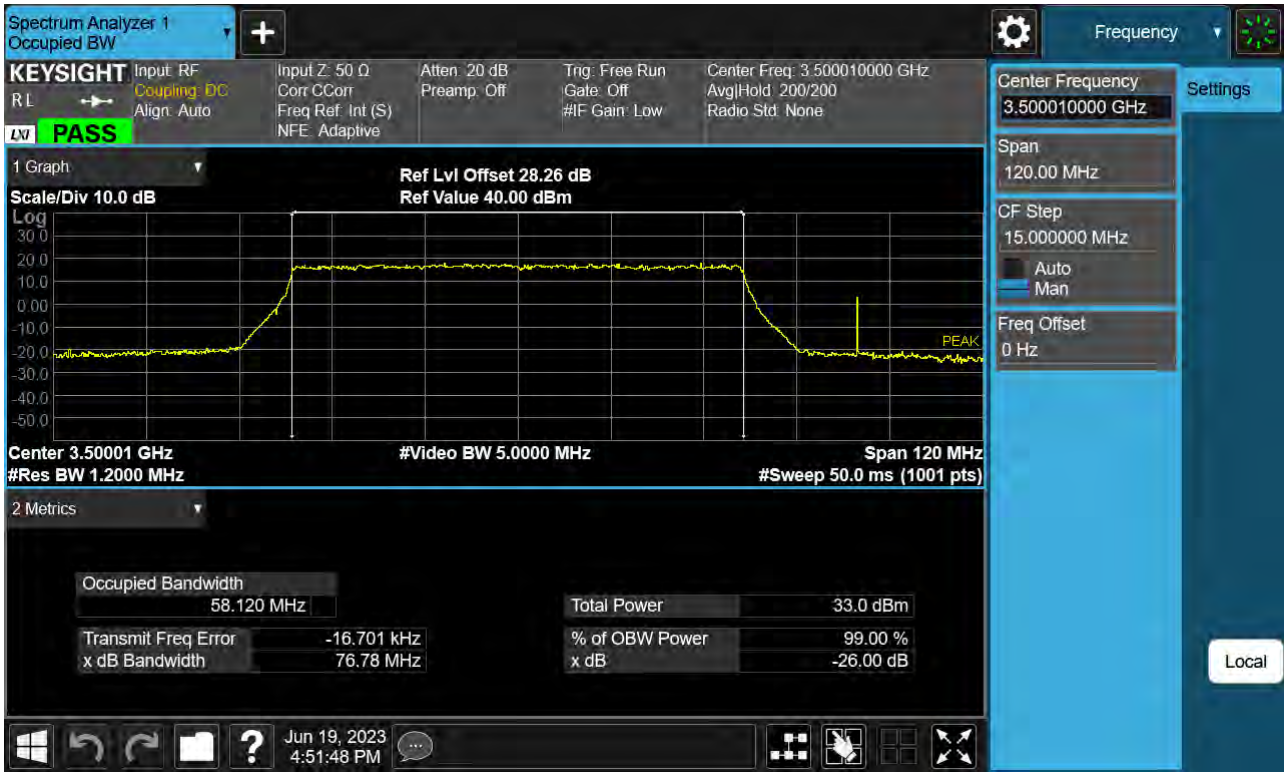 Spectrum Analyzer 1
Occupied BW
+
Frequency
KEYSIGHT
RL
LXI PASS
Input: RF
Coupling: DC
Align: Auto
Input Z: 50 Ω
Corr CCorr
Freq Ref: Int (S)
NFE: Adaptive
Atten: 20 dB
Preamp: Off
Trig: Free Run
Gate: Off
#IF Gain: Low
Center Freq: 3.500010000 GHz
Avg|Hold: 200/200
Radio Std: None
Center Frequency
3.500010000 GHz
Settings
Span
120.00 MHz
CF Step
15.000000 MHz
Auto
Man
Freq Offset
0 Hz
Local
1 Graph
Scale/Div 10.0 dB
Ref Lvl Offset 28.26 dB
Ref Value 40.00 dBm
Log
30.0
20.0
10.0
0.00
-10.0
-20.0
-30.0
-40.0
-50.0
PEAK
Center 3.50001 GHz
#Video BW 5.0000 MHz
Span 120 MHz
#Res BW 1.2000 MHz
#Sweep 50.0 ms (1001 pts)
2 Metrics
Occupied Bandwidth
58.120 MHz
Transmit Freq Error -16.701 kHz
x dB Bandwidth 76.78 MHz
Total Power 33.0 dBm
% of OBW Power 99.00 %
x dB -26.00 dB
?
Jun 19, 2023
4:51:48 PM